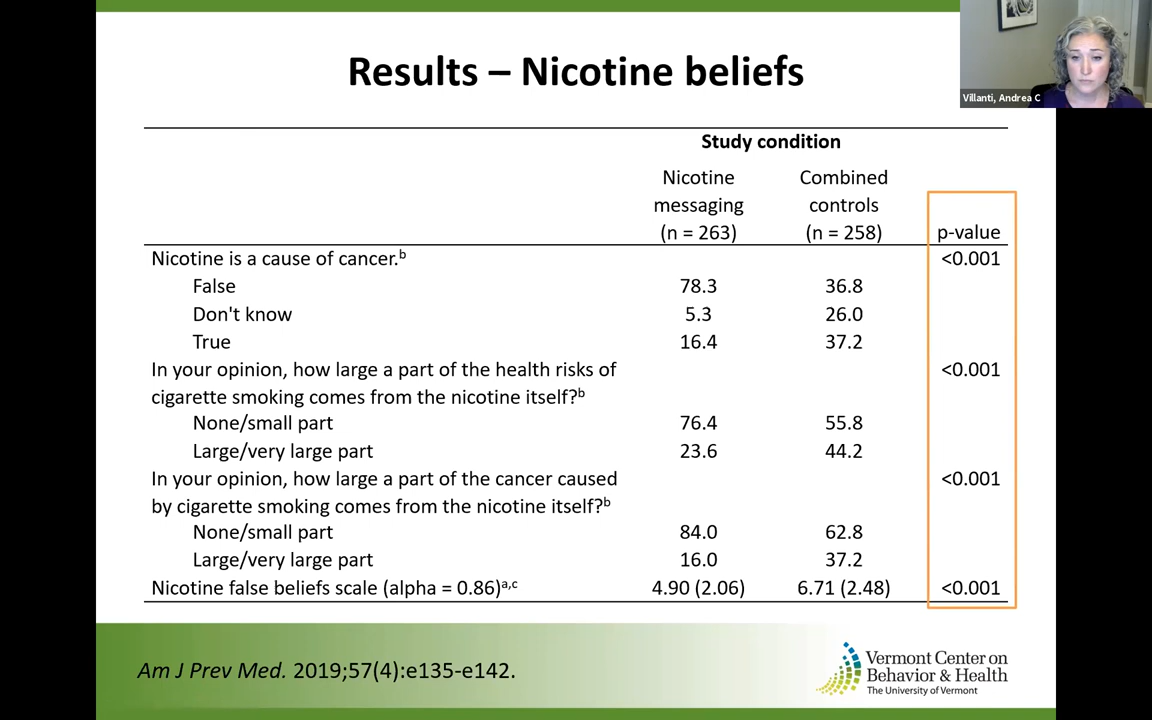 Results – Nicotine beliefs
Villanti, Andrea C
Study condition
Nicotine messaging (n = 263) Combined controls (n = 258) p-value
Nicotine is a cause of cancer.b <0.001
False 78.3 36.8
Don't know 5.3 26.0
True 16.4 37.2
In your opinion, how large a part of the health risks of <0.001
cigarette smoking comes from the nicotine itself?b
None/small part 76.4 55.8
Large/very large part 23.6 44.2
In your opinion, how large a part of the cancer caused <0.001
by cigarette smoking comes from the nicotine itself?b
None/small part 84.0 62.8
Large/very large part 16.0 37.2
Nicotine false beliefs scale (alpha = 0.86)a,c 4.90 (2.06) 6.71 (2.48) <0.001
Am J Prev Med. 2019;57(4):e135-e142.
Vermont Center on
Behavior & Health
The University of Vermont